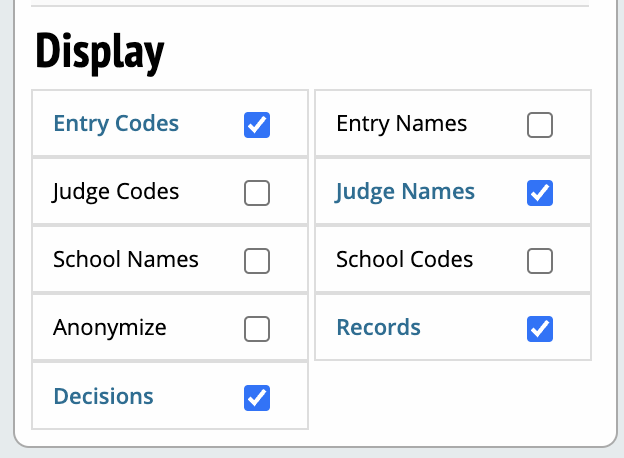 Display
Entry Codes
Entry Names
Judge Codes
Judge Names
School Names
School Codes
Anonymize
Records
Decisions